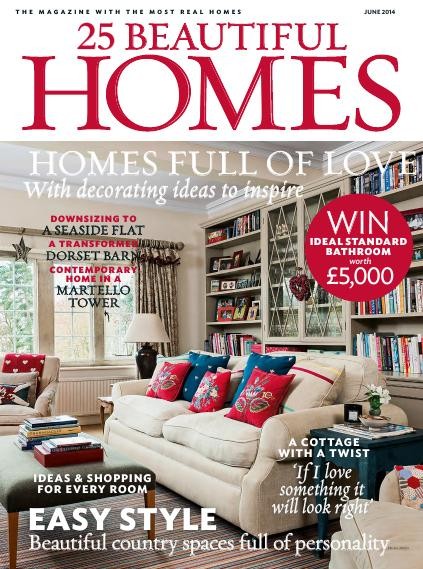 THE MAGAZINE WITH THE MOST REAL HOMES
JUNE 2014
25 BEAUTIFUL
HOMES
HOMES FULL OF LOVE
With decorating ideas to inspire
DOWNSIZING TO
A SEASIDE FLAT
A TRANSFORMED
DORSET BARN
CONTEMPORARY
HOME IN A
MARTELLO
TOWER
WIN
IDEAL STANDARD
BATHROOM
worth
£5,000
A COTTAGE
WITH A TWIST
'If I love
something it
will look right'
IDEAS & SHOPPING
FOR EVERY ROOM
EASY STYLE
Beautiful country spaces full of personality